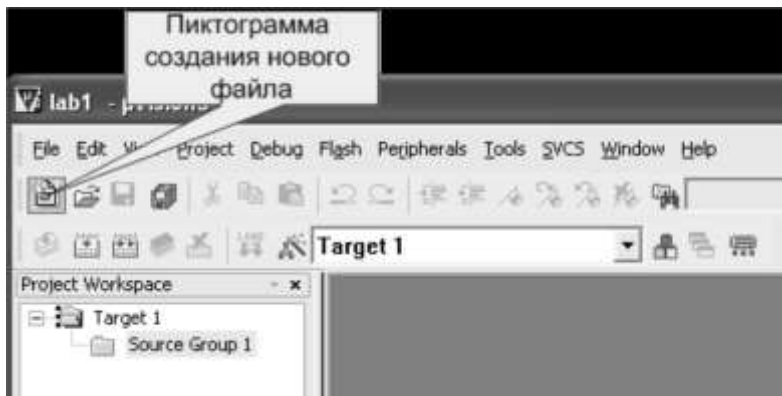 Пиктограмма
создания нового
файла
lab1 -
File Edit Project Debug Flash Peripherals Tools SVCS Window Help
Target 1
Project Workspace
Target 1
Source Group 1